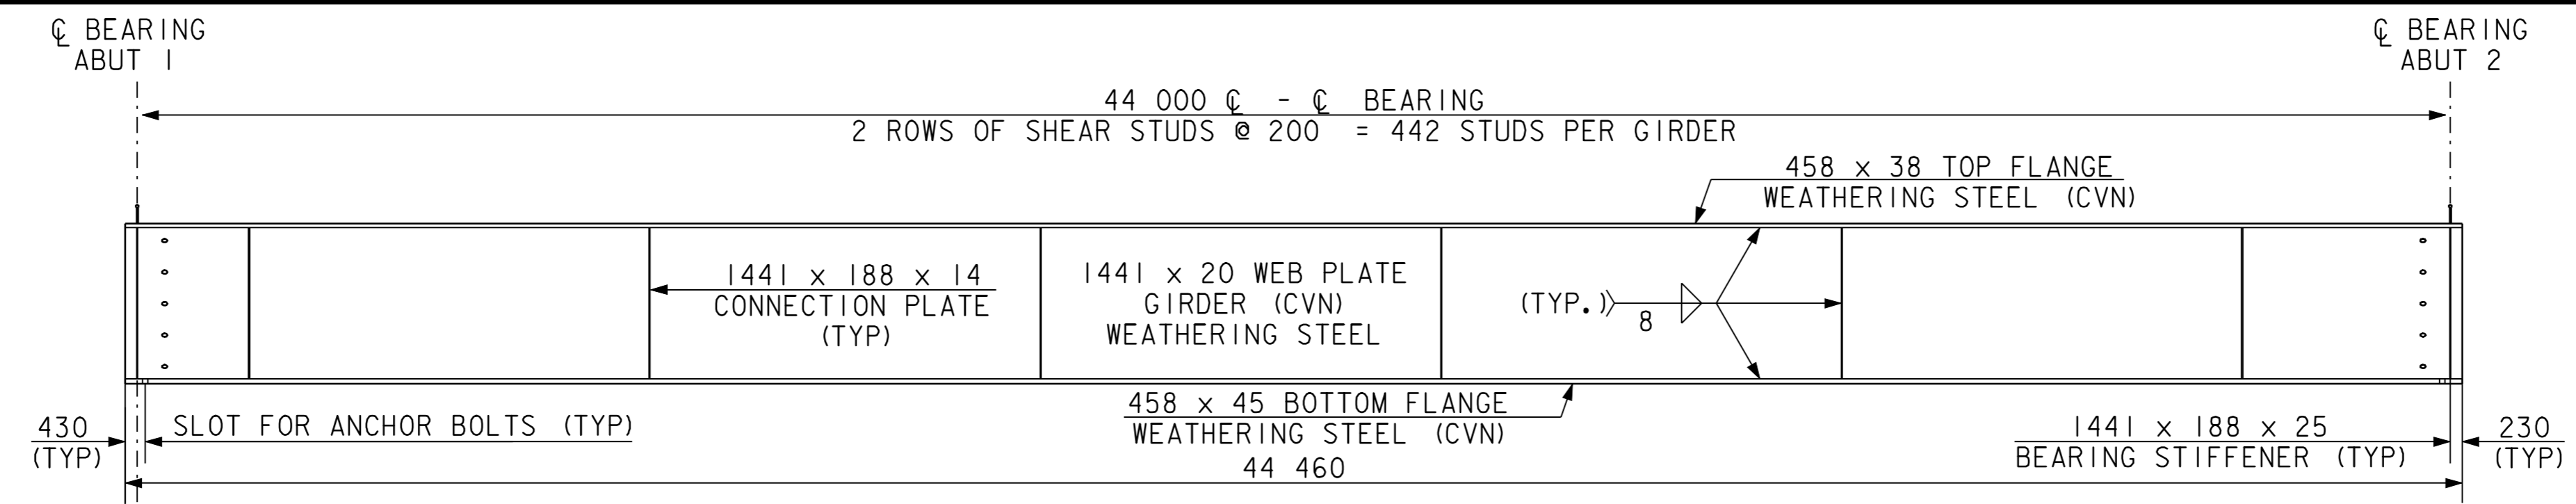 ℄ BEARING
ABUT 1
℄ BEARING
ABUT 2
44 000 ℄ - ℄ BEARING
2 ROWS OF SHEAR STUDS @ 200 = 442 STUDS PER GIRDER
458 x 38 TOP FLANGE
WEATHERING STEEL (CVN)
1441 x 188 x 14
CONNECTION PLATE
(TYP)
1441 x 20 WEB PLATE
GIRDER (CVN)
WEATHERING STEEL
(TYP.)
8
430
(TYP)
SLOT FOR ANCHOR BOLTS (TYP)
458 x 45 BOTTOM FLANGE
WEATHERING STEEL (CVN)
1441 x 188 x 25
BEARING STIFFENER (TYP)
230
(TYP)
44 460